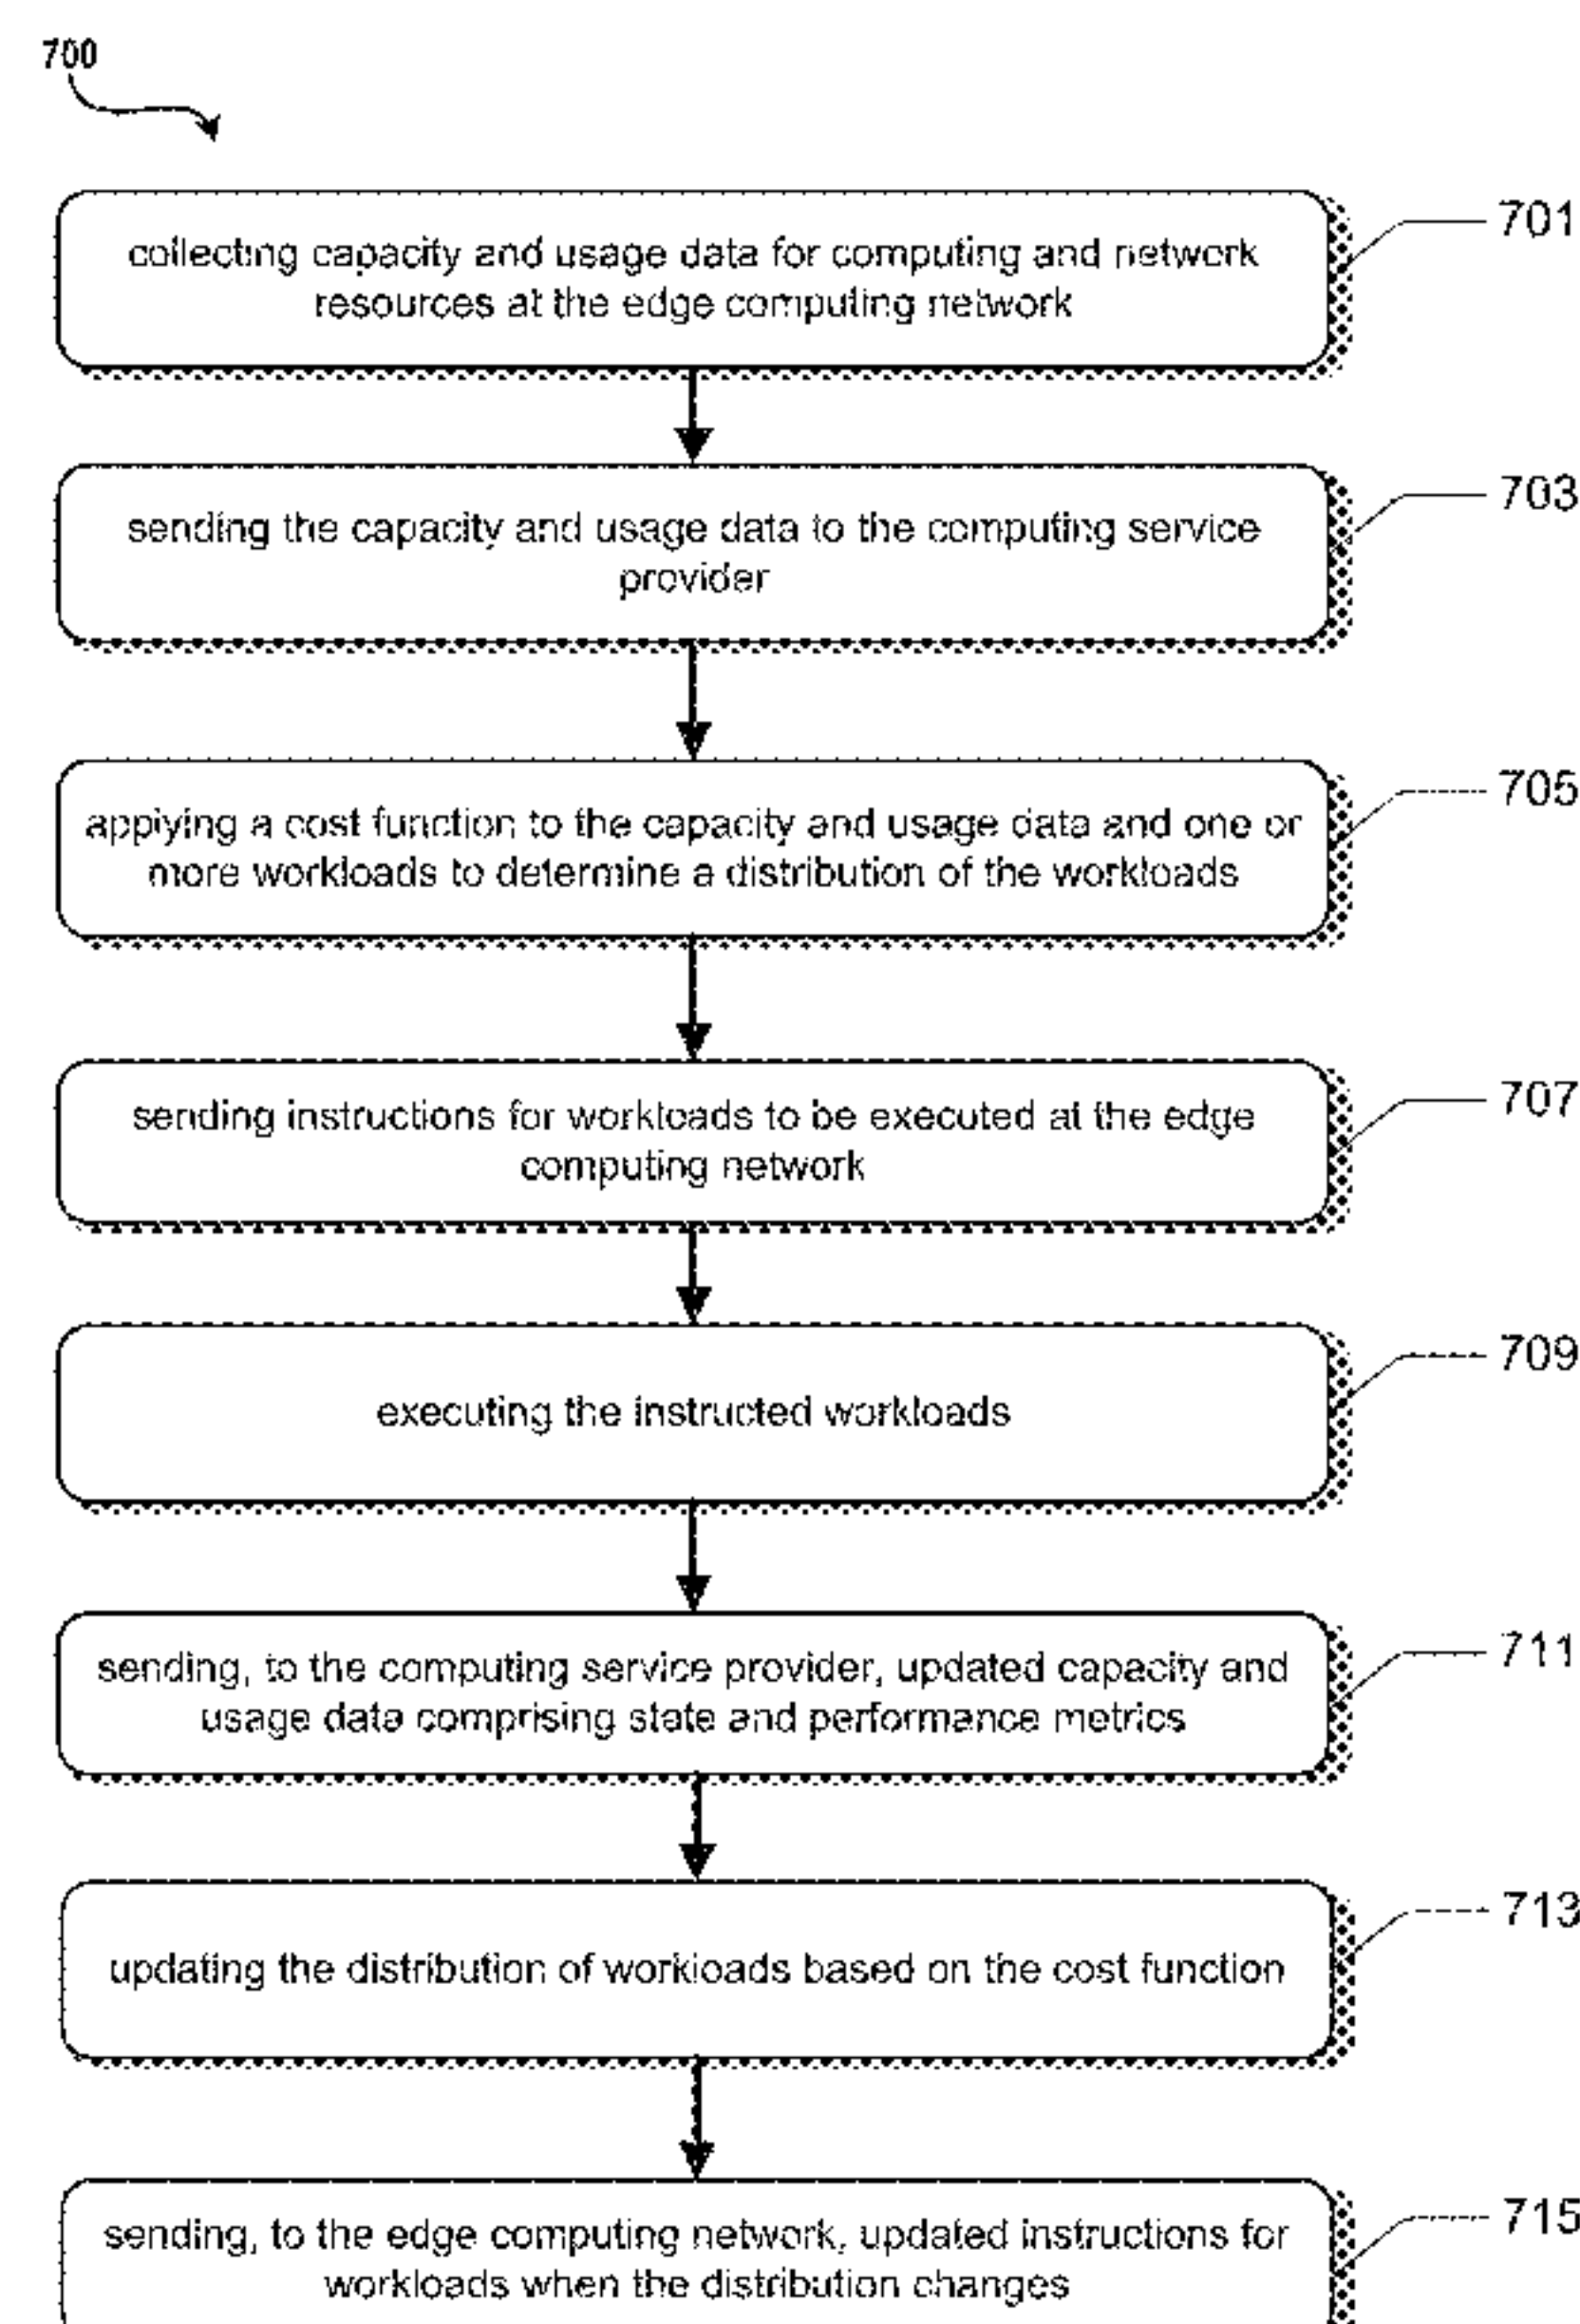 700
collecting capacity and usage data for computing and network
resources at the edge computing network
701
sending the capacity and usage data to the computing service
provider
703
applying a cost function to the capacity and usage data and one or
more workloads to determine a distribution of the workloads
705
sending instructions for workloads to be executed at the edge
computing network
707
executing the instructed workloads
709
sending, to the computing service provider, updated capacity and
usage data comprising state and performance metrics
711
updating the distribution of workloads based on the cost function
713
sending, to the edge computing network, updated instructions for
workloads when the distribution changes
715